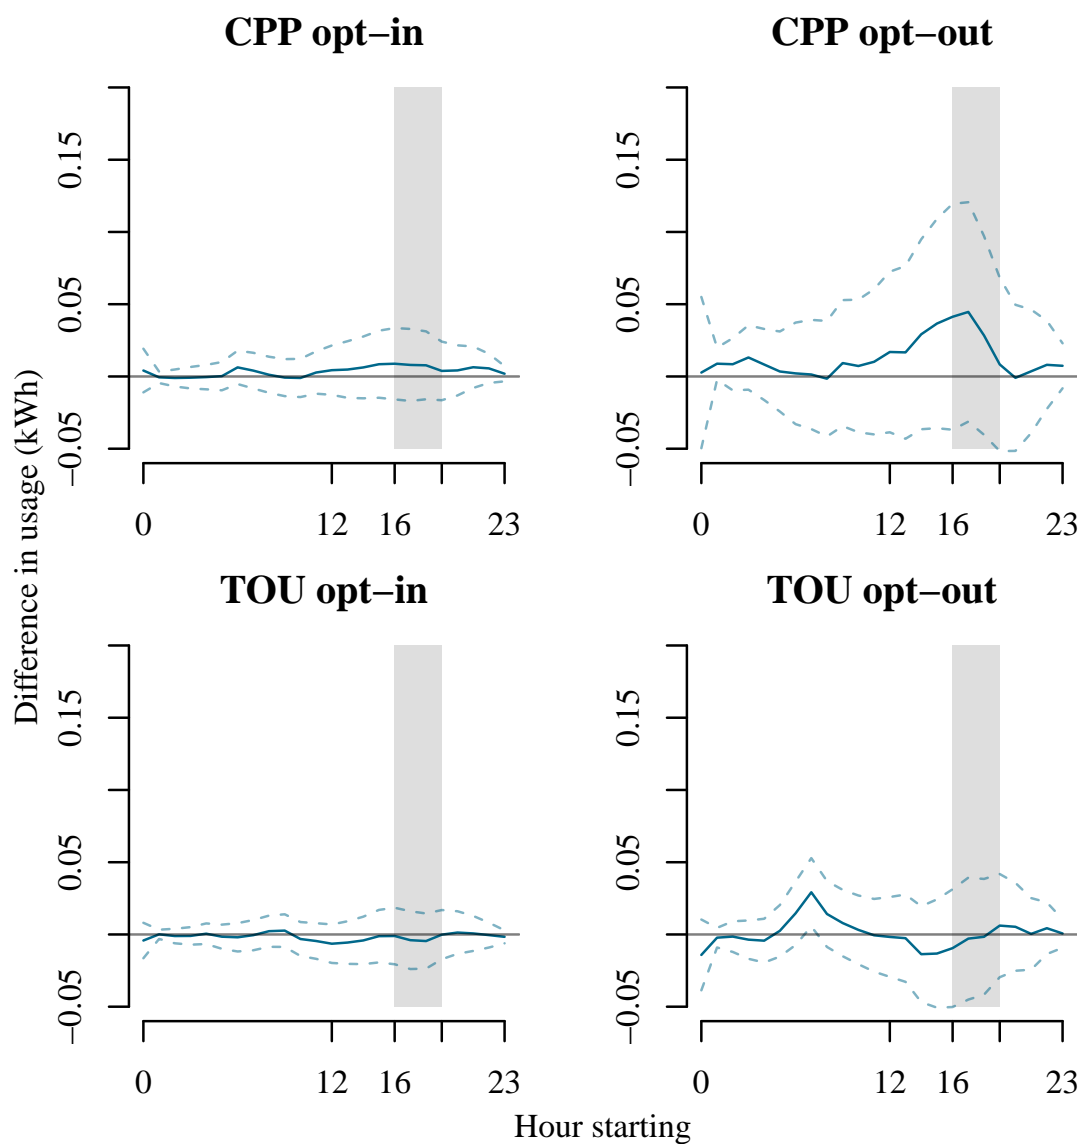 CPP opt−in
CPP opt−out
0.15
0.05
−0.05
0 12 16 23
0.15
0.05
−0.05
0 12 16 23
Difference in usage (kWh)
TOU opt−in
TOU opt−out
0.15
0.05
−0.05
0 12 16 23
0.15
0.05
−0.05
0 12 16 23
Hour starting